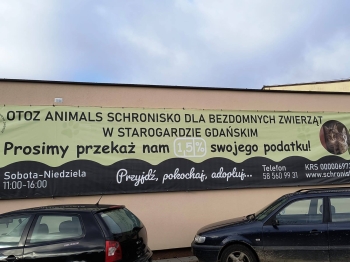 OTOZ ANIMALS SCHRONISKO DLA BEZDOMNYCH ZWIERZĄT
W STAROGARDZIE GDAŃSKIM
Prosimy przekaż nam 1,5% swojego podatku!
Sobota-Niedziela
11:00-16:00
Przyjdź, pokochaj, adoptuj...
Telefon
58 560 99 31
KRS